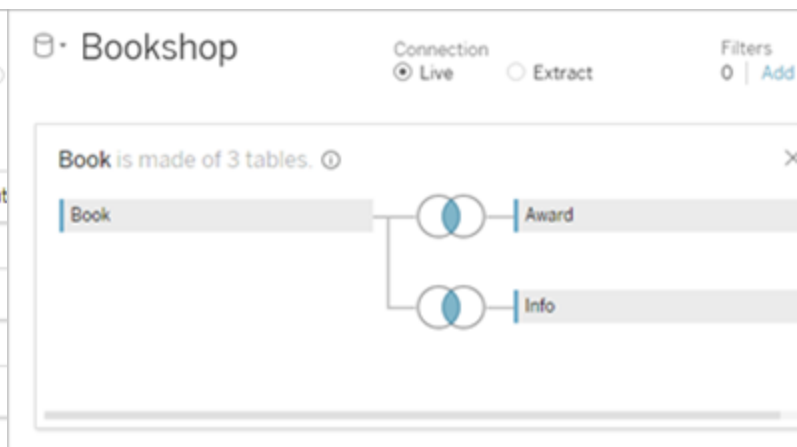 Bookshop
Connection
Live Extract
Filters
0 Add
Book is made of 3 tables.
Book
Award
Info